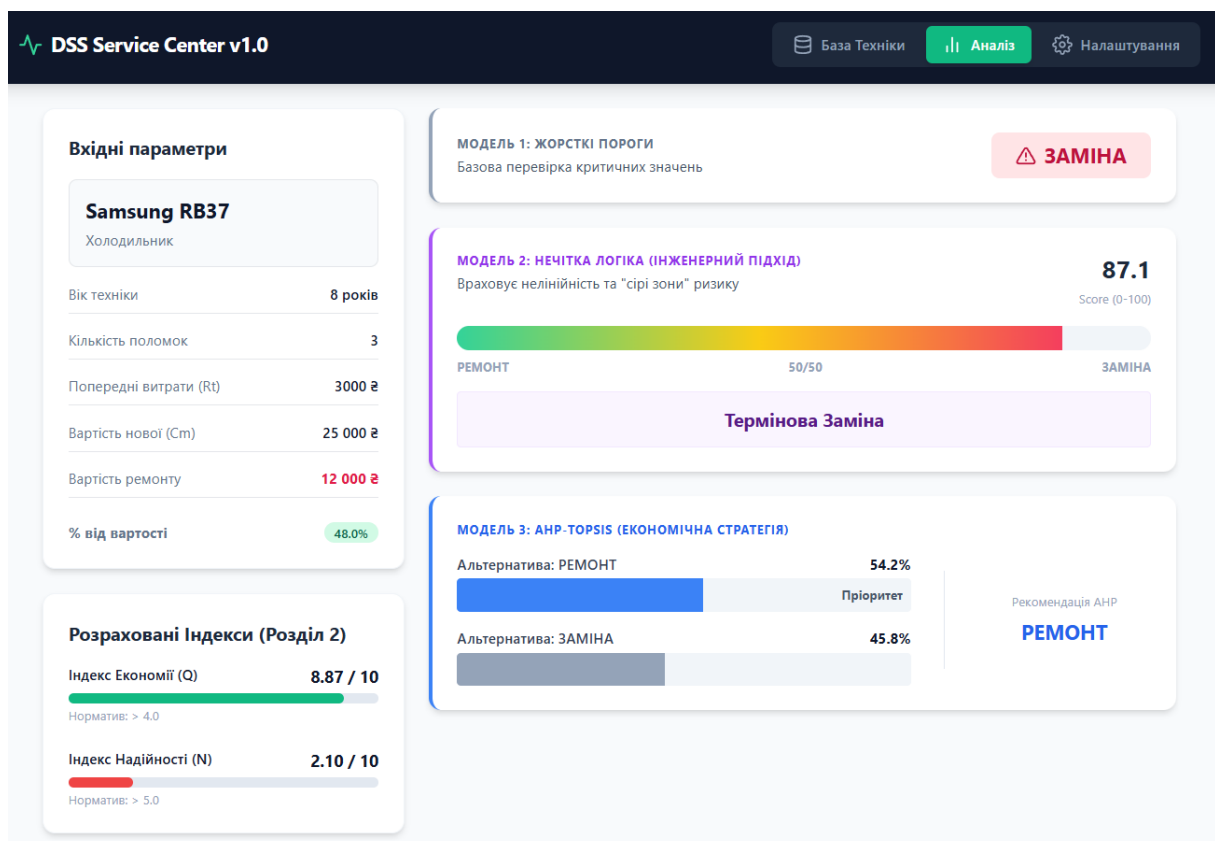 DSS Service Center v1.0
База Техніки
Аналіз
Налаштування
Вхідні параметри
Samsung RB37
Холодильник
Вік техніки 8 років
Кількість поломок 3
Попередні витрати (Rt) 3000 ₴
Вартість нової (Cm) 25 000 ₴
Вартість ремонту 12 000 ₴
% від вартості 48.0%
Розраховані Індекси (Розділ 2)
Індекс Економії (Q) 8.87 / 10
Норматив: > 4.0
Індекс Надійності (N) 2.10 / 10
Норматив: > 5.0
МОДЕЛЬ 1: ЖОРСТКІ ПОРОГИ
Базова перевірка критичних значень
ЗАМІНА
МОДЕЛЬ 2: НЕЧІТКА ЛОГІКА (ІНЖЕНЕРНИЙ ПІДХІД)
Враховує нелінійність та "сірі зони" ризику
87.1
Score (0-100)
РЕМОНТ 50/50 ЗАМІНА
Термінова Заміна
МОДЕЛЬ 3: AHP-TOPSIS (ЕКОНОМІЧНА СТРАТЕГІЯ)
Альтернатива: РЕМОНТ 54.2%
Пріоритет
Альтернатива: ЗАМІНА 45.8%
Рекомендація AHP
РЕМОНТ